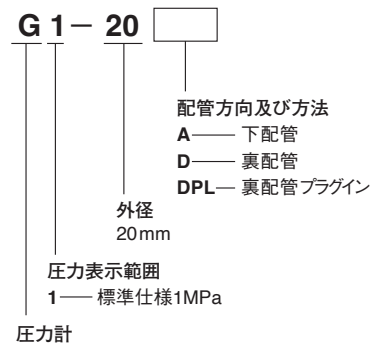 G 1－ 20
配管方向及び方法
A—— 下配管
D—— 裏配管
DPL— 裏配管プラグイン
外径
20mm
圧力表示範囲
1—— 標準仕様1MPa
圧力計